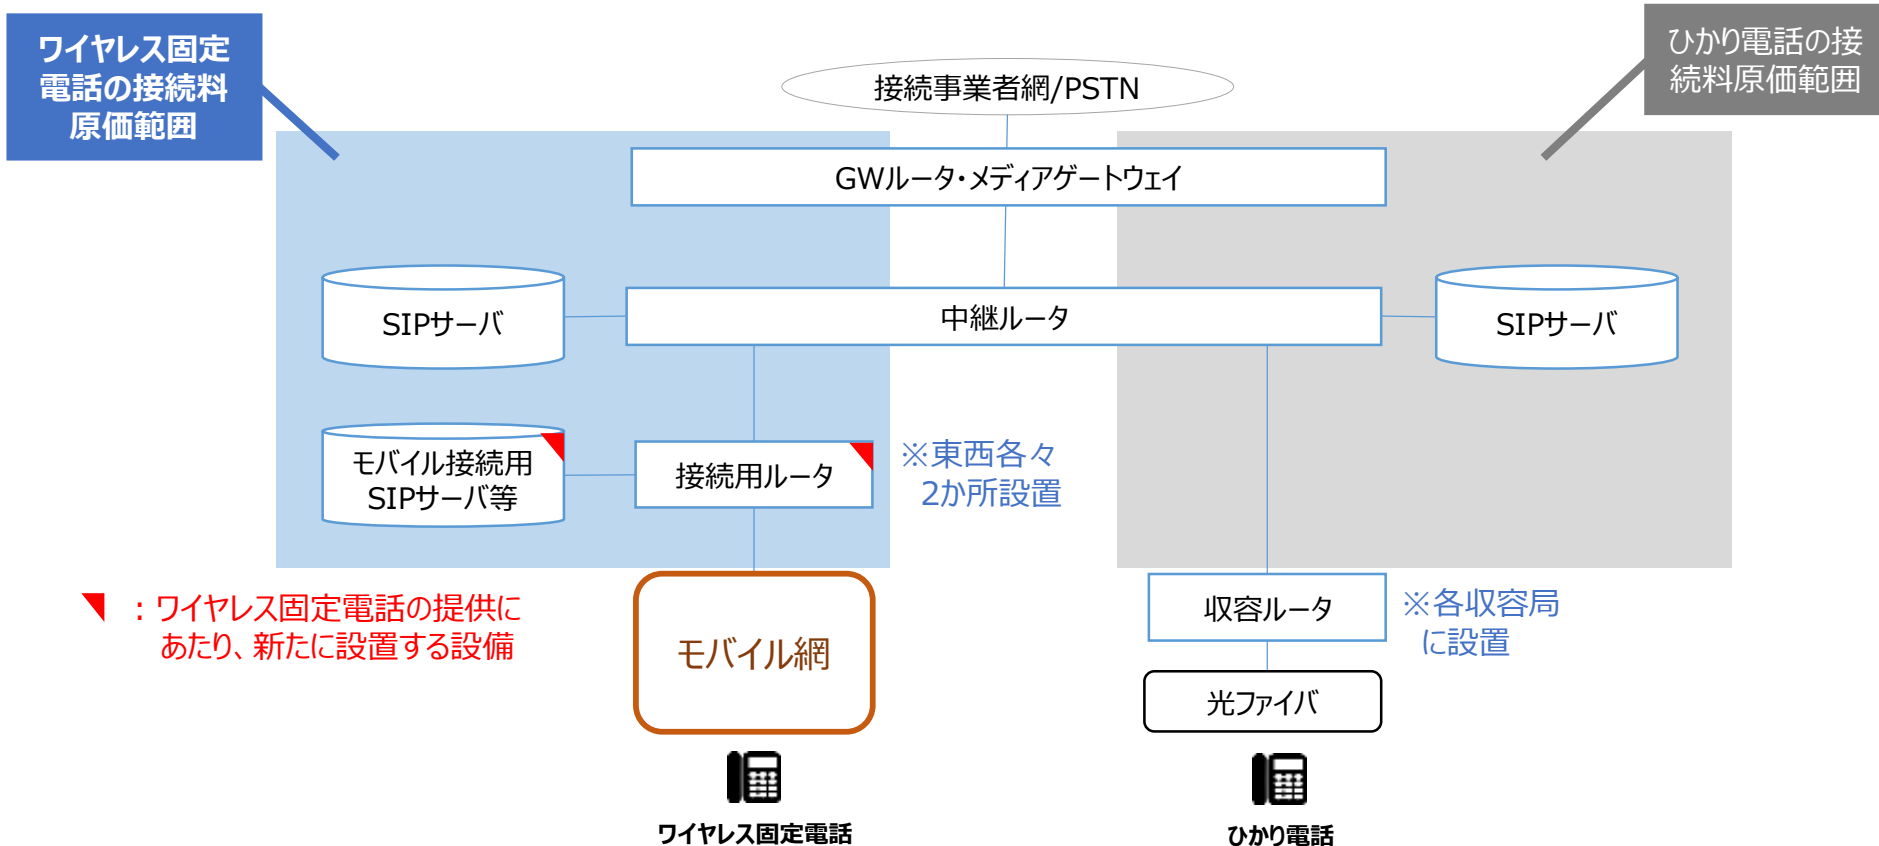 ワイヤレス固定
電話の接続料
原価範囲
ひかり電話の接
続料原価範囲
接続事業者網/PSTN
GWルータ・メディアゲートウェイ
SIPサーバ
中継ルータ
SIPサーバ
モバイル接続用
SIPサーバ等
接続用ルータ
※東西各々
2か所設置
：ワイヤレス固定電話の提供に
あたり、新たに設置する設備
モバイル網
収容ルータ
※各収容局
に設置
光ファイバ
ワイヤレス固定電話
ひかり電話